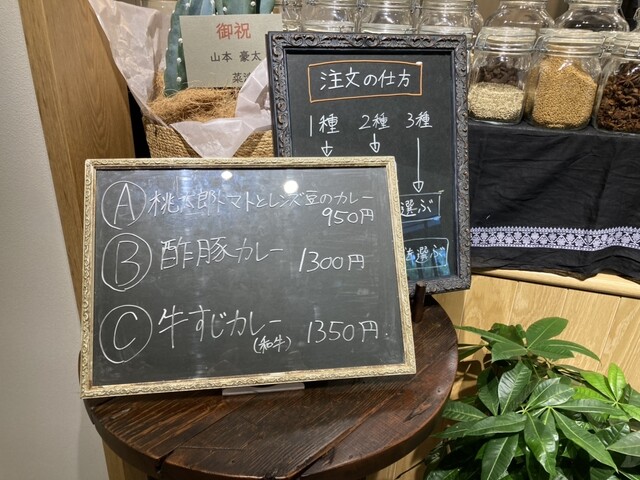 御祝
山本 豪太
注文の仕方
1種 2種 3種
↓ ↓ ↓
選ぶ
選ぶ
Ⓐ 桃太郎トマトとレンズ豆のカレー
950円
Ⓑ 酢豚カレー 1300円
Ⓒ 牛すじカレー 1350円
(和牛)